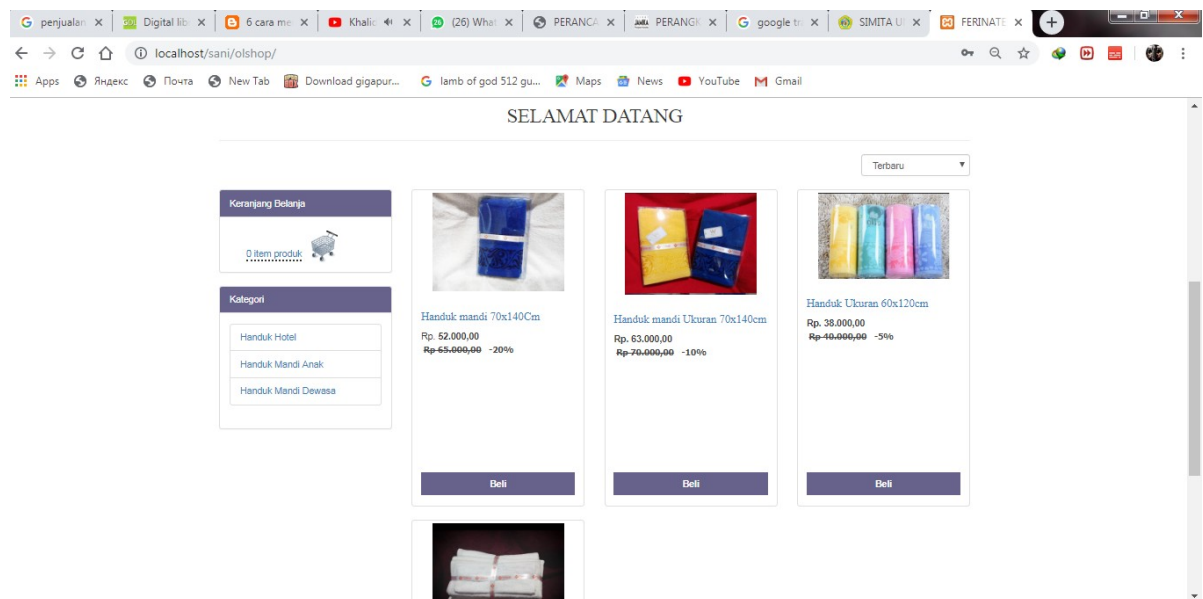 penjualan
Digital lib
6 cara me
Khalic
(26) What
PERANCA
PERANGK
google tr
SIMITA U
FERINATE
localhost/sani/olshop/
Apps
Яндекс
Почта
New Tab
Download gigapur...
lamb of god 512 gu...
Maps
News
YouTube
Gmail
SELAMAT DATANG
Terbaru
Keranjang Belanja
0 item produk
Kategori
Handuk Hotel
Handuk Mandi Anak
Handuk Mandi Dewasa
Handuk mandi 70x140Cm
Rp. 52.000,00
Rp 65.000,00 -20%
Beli
Handuk mandi Ukuran 70x140cm
Rp. 63.000,00
Rp 70.000,00 -10%
Beli
Handuk Ukuran 60x120cm
Rp. 38.000,00
Rp 40.000,00 -5%
Beli